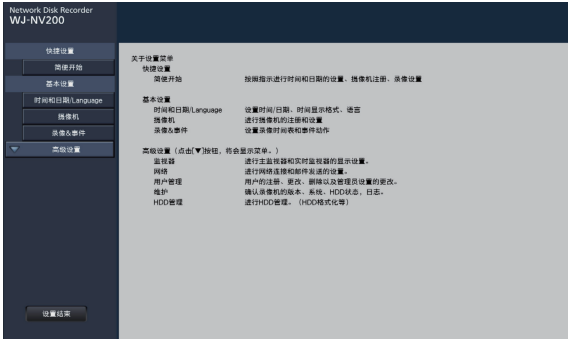 Network Disk Recorder
WJ-NV200
快捷设置
简便开始
基本设置
时间和日期/Language
摄像机
录像&事件
高级设置
设置结束
关于设置菜单
快捷设置
简便开始 按照指示进行时间和日期的设置、摄像机注册、录像设置
基本设置
时间和日期/Language 设置时间/日期、时间显示格式、语言
摄像机 进行摄像机的注册和设置
录像&事件 设置录像时间表和事件动作
高级设置（点击[▼]按钮，将会显示菜单。）
监视器 进行主监视器和实时监视器的显示设置。
网络 进行网络连接和邮件发送的设置。
用户管理 用户的注册、更改、删除以及管理员设置的更改。
维护 确认录像机的版本、系统、HDD状态，日志。
HDD管理 进行HDD管理。（HDD格式化等）